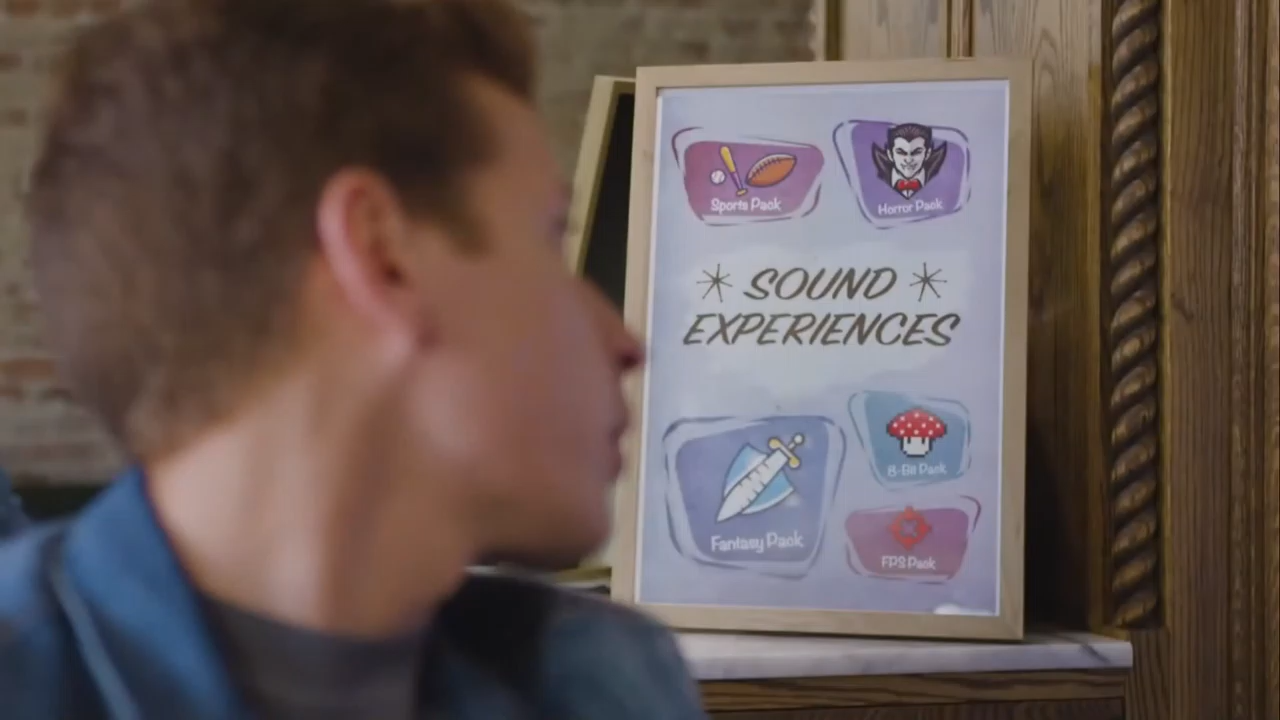 Sports Pack
Horror Pack
SOUND
EXPERIENCES
Fantasy Pack
8-Bit Pack
FPS Pack